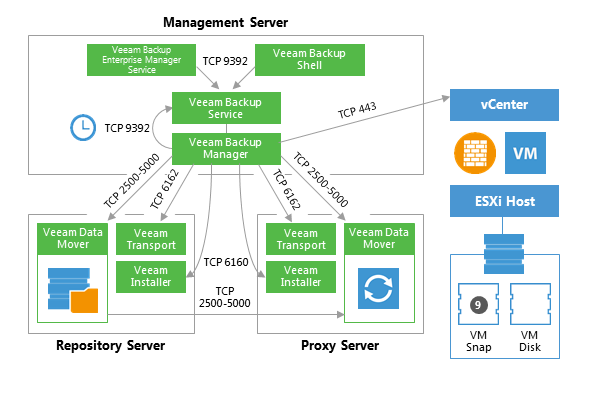 Management Server
Veeam Backup
Enterprise Manager
Service
TCP 9392
Veeam Backup
Shell
Veeam Backup
Service
TCP 9392
Veeam Backup
Manager
TCP 443
vCenter
VM
ESXi Host
TCP 2500-5000
TCP 6162
TCP 6162
TCP 2500-5000
Veeam Data
Mover
Veeam
Transport
Veeam
Installer
TCP 6160
TCP
2500-5000
Veeam
Transport
Veeam
Installer
Veeam Data
Mover
Repository Server
Proxy Server
9
VM
Snap
VM
Disk